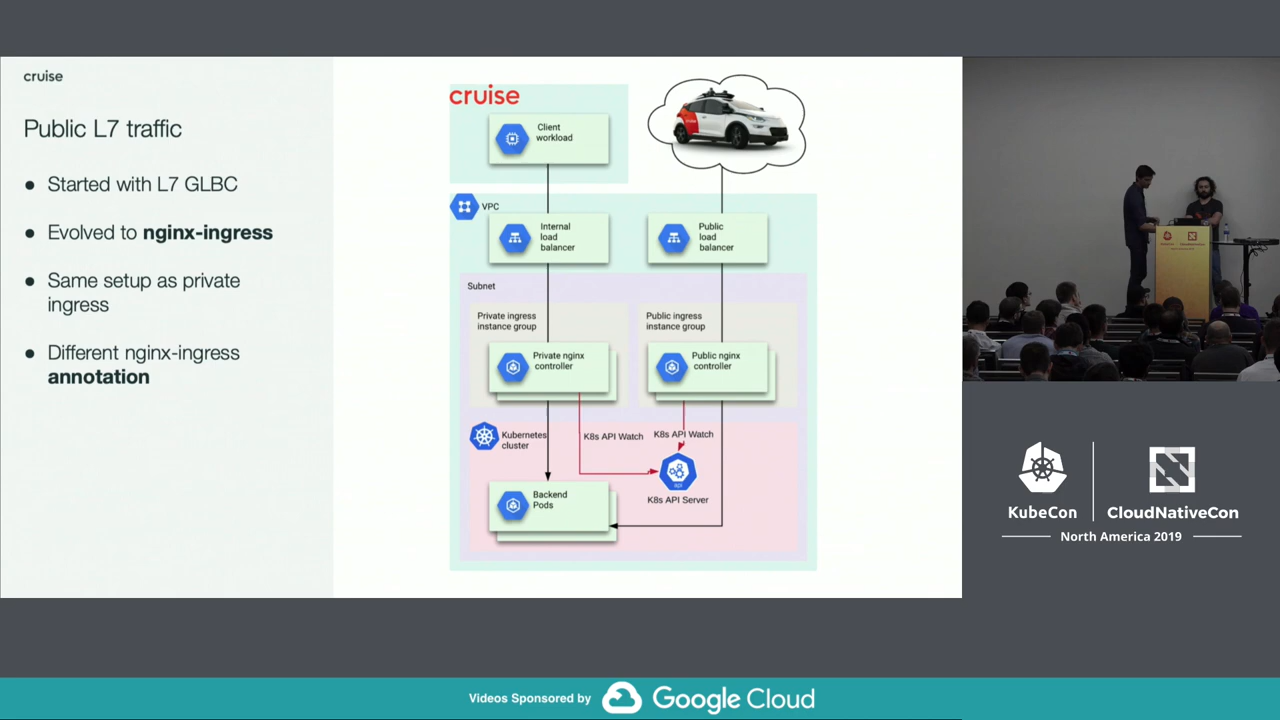 cruise
Public L7 traffic
● Started with L7 GLBC
● Evolved to nginx-ingress
● Same setup as private
ingress
● Different nginx-ingress
annotation
cruise
Client
workload
VPC
Internal
load
balancer
Public
load
balancer
Subnet
Private ingress
instance group
Public ingress
instance group
Private nginx
controller
Public nginx
controller
Kubernetes
cluster
K8s API Watch
K8s API Watch
API
K8s API Server
Backend
Pods
KubeCon
CloudNativeCon
North America 2019
Videos Sponsored by
Google Cloud